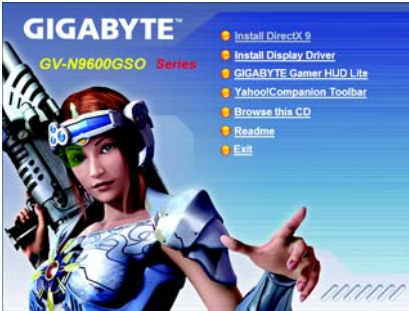 GIGABYTE™
GV-N9600GSO Series
Install DirectX 9
Install Display Driver
GIGABYTE Gamer HUD Lite
Yahoo!Companion Toolbar
Browse this CD
Readme
Exit